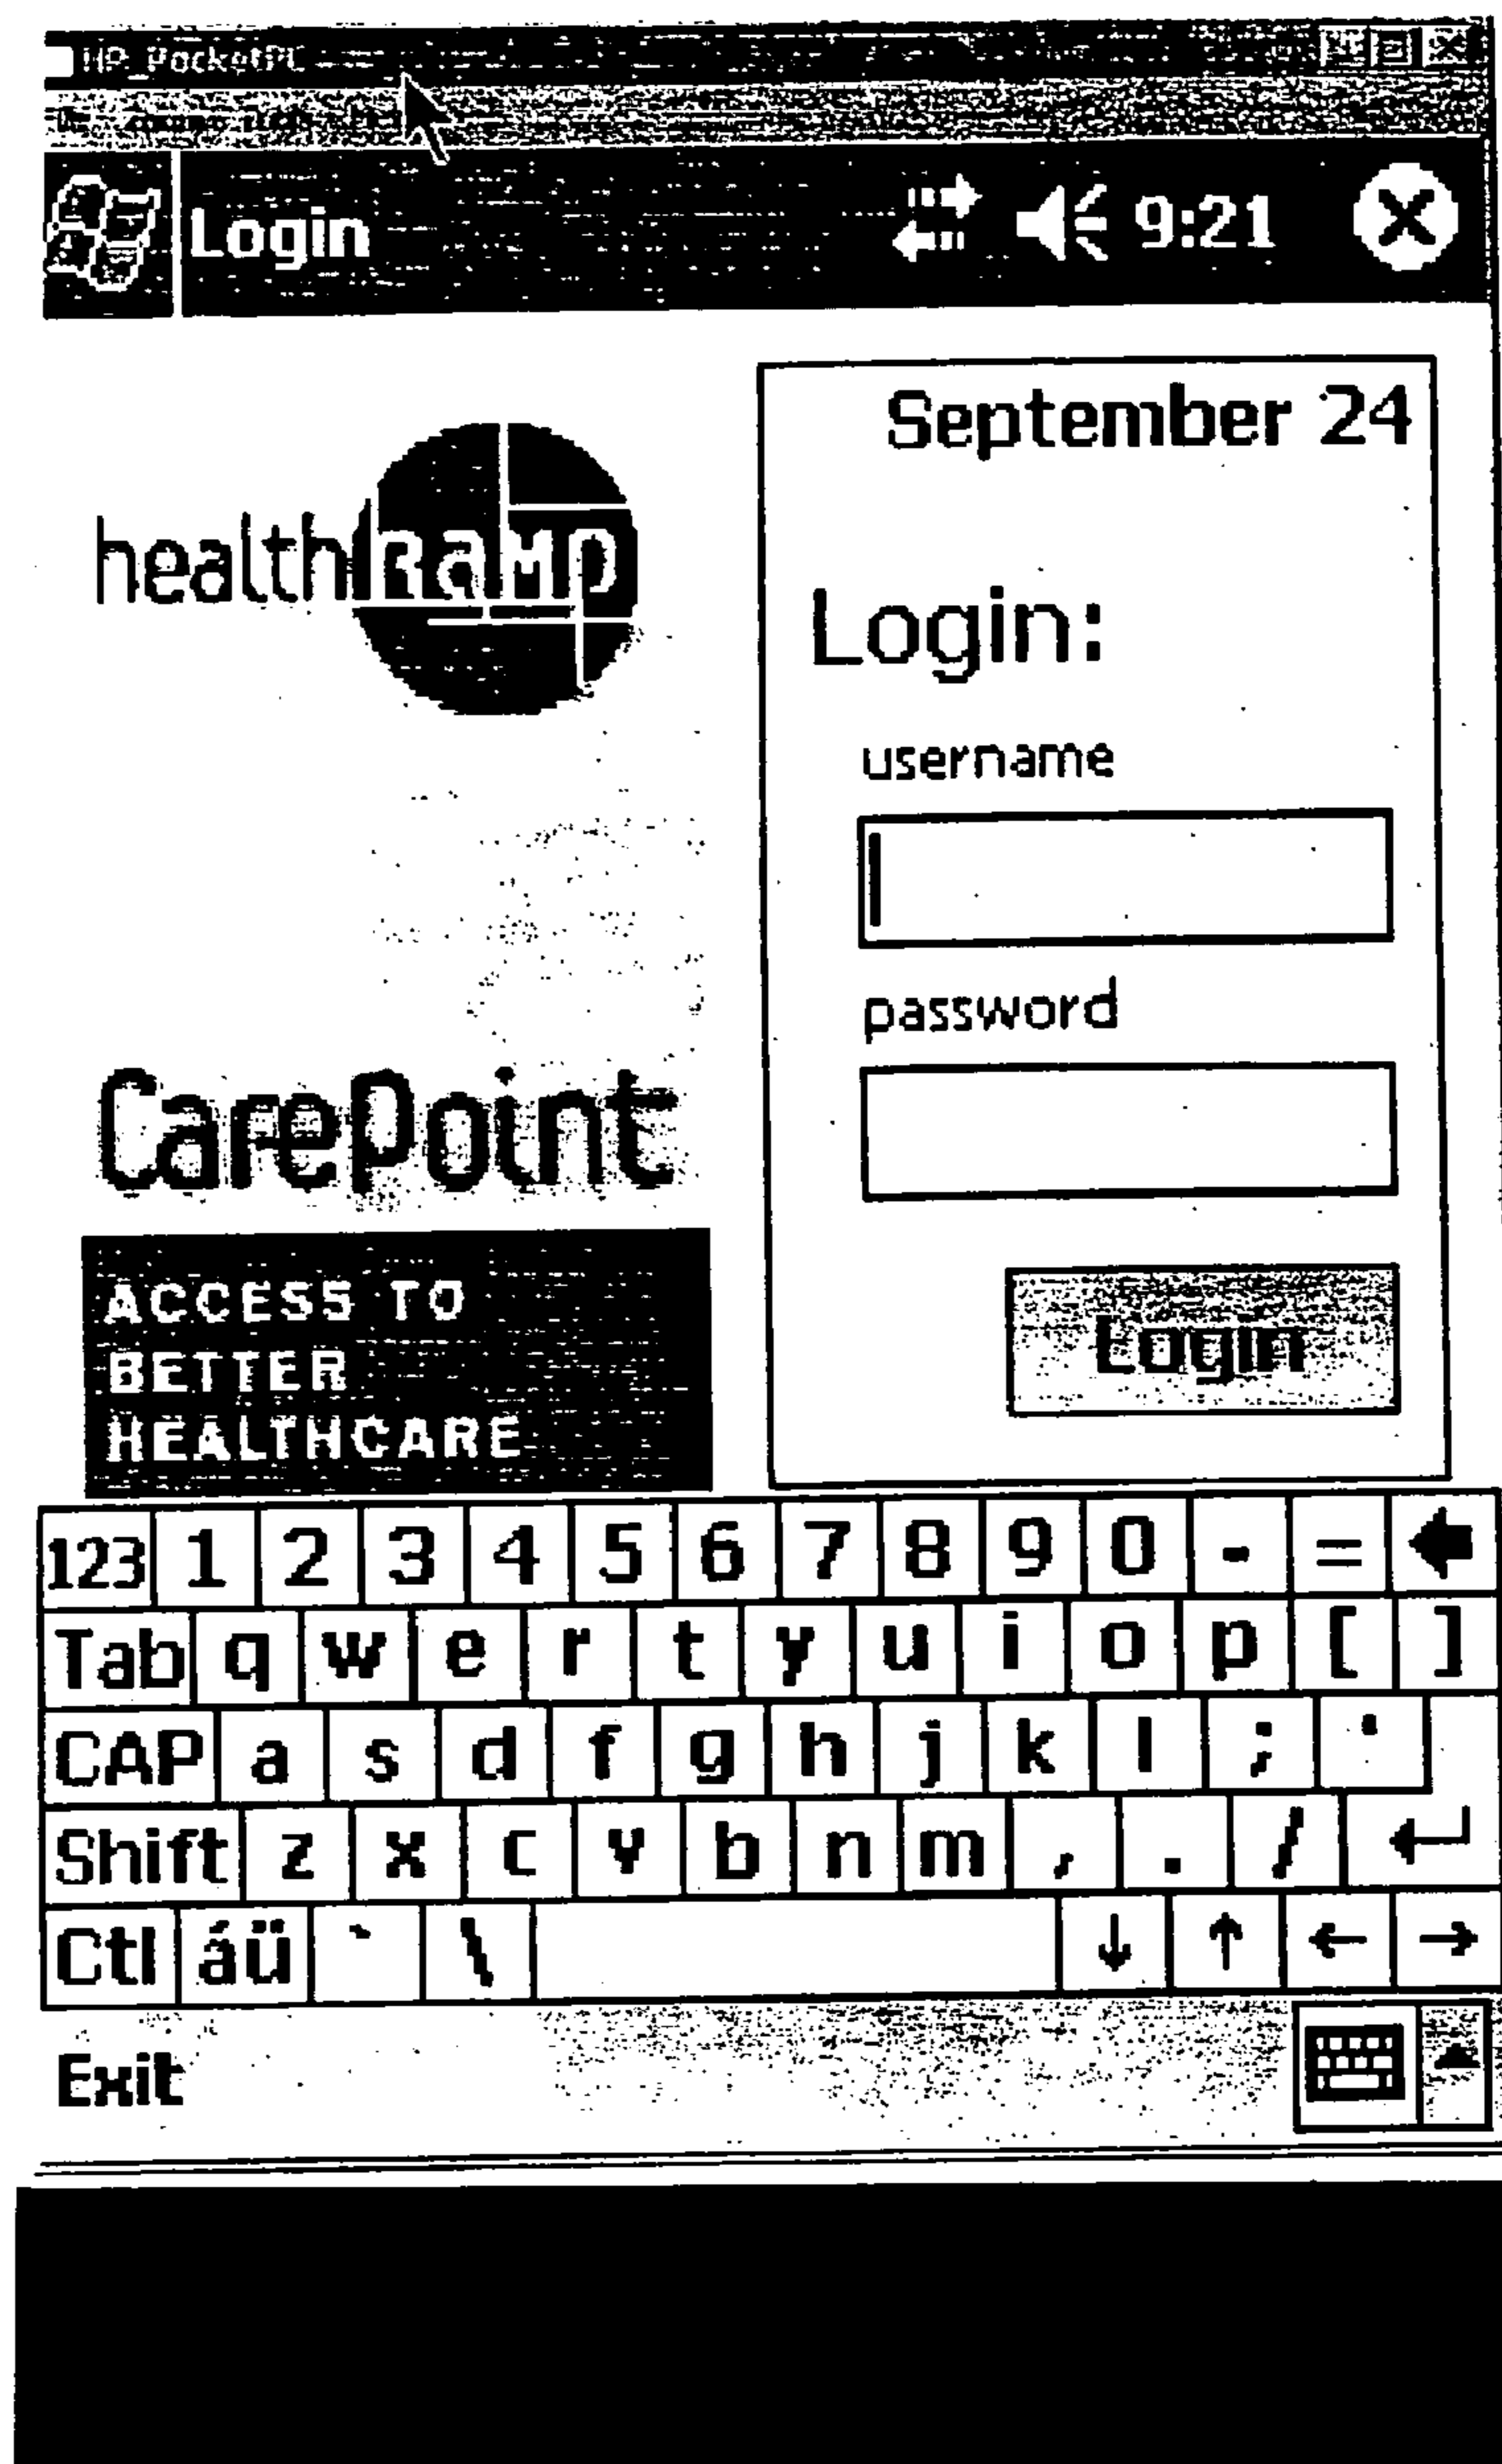 HP_PocketPC
Login 9:21
September 24
healthRAMP
Login:
username
password
CarePoint
ACCESS TO
BETTER
HEALTHCARE
Login
123 1 2 3 4 5 6 7 8 9 0 - =
Tab q w e r t y u i o p [ ]
CAP a s d f g h j k l ; '
Shift z x c v b n m , . /
Ctl áü ` \
Exit